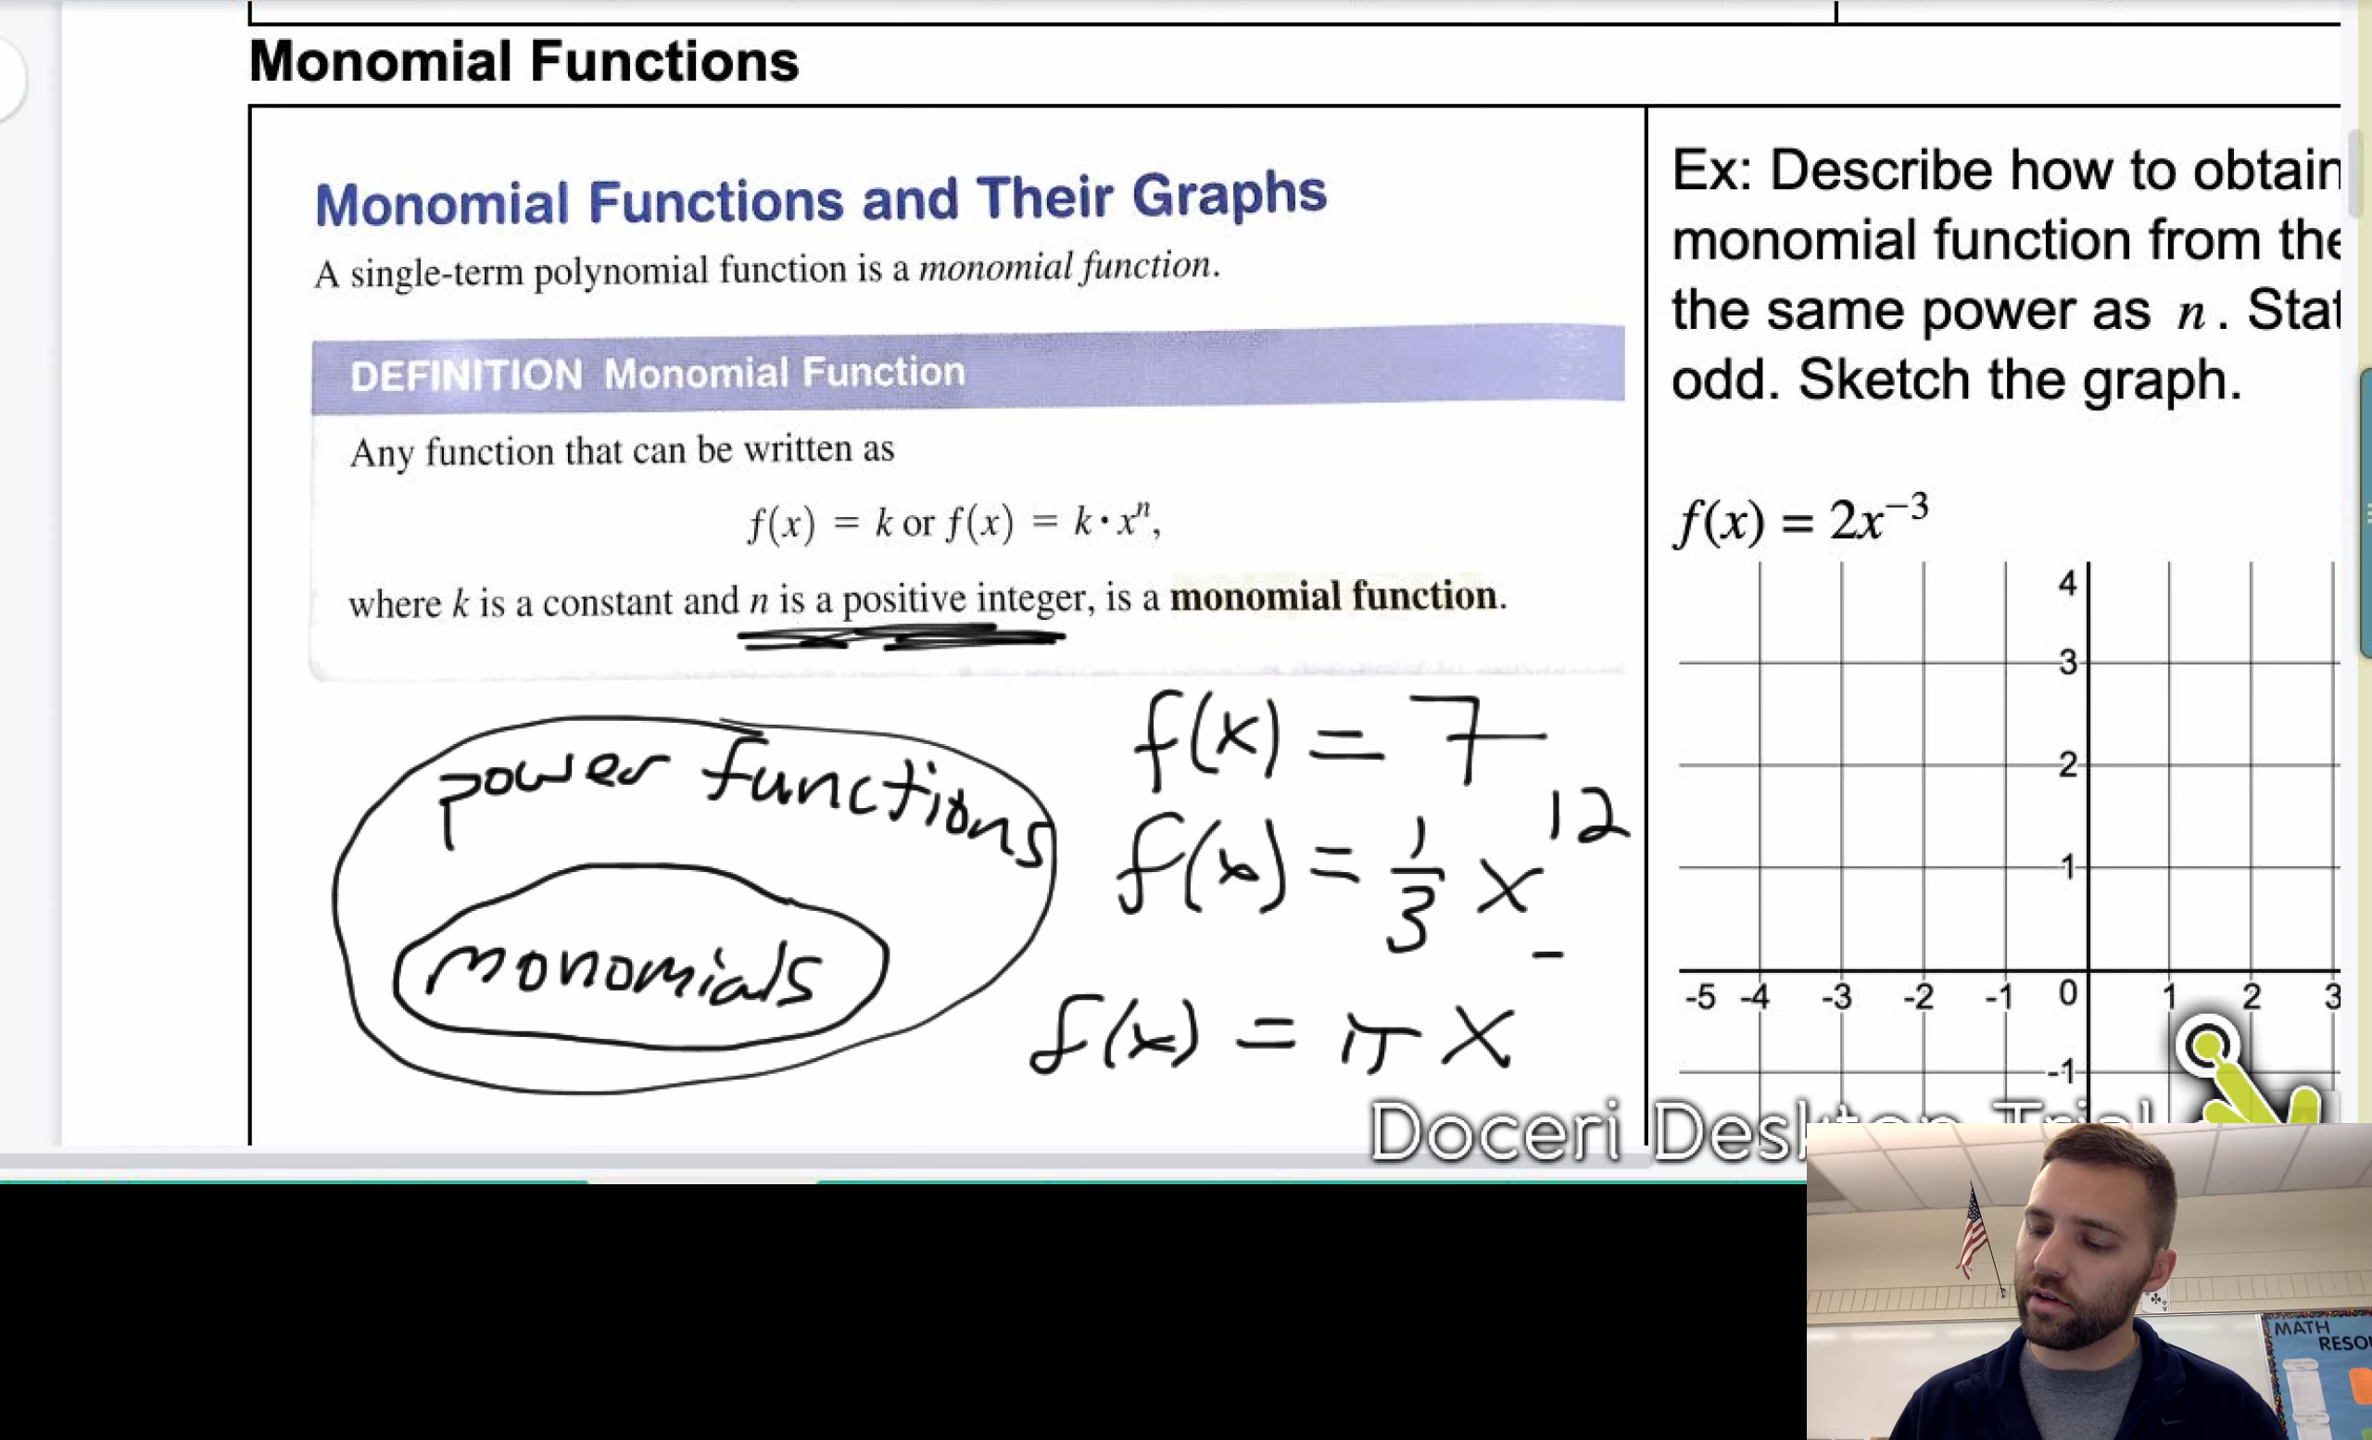 Monomial Functions
Monomial Functions and Their Graphs
A single-term polynomial function is a monomial function.
DEFINITION Monomial Function
Any function that can be written as
f(x) = k or f(x) = k · xⁿ,
where k is a constant and n is a positive integer, is a monomial function.
power functions
monomials
f(x) = 7
f(x) = 1/3 x¹²
f(x) = π x
Ex: Describe how to obtain
monomial function from the
the same power as n. Stat
odd. Sketch the graph.
f(x) = 2x⁻³
4
3
2
1
-5 -4 -3 -2 -1 0 1 2 3
-1
Doceri Desktop Trial
MATH
RESO